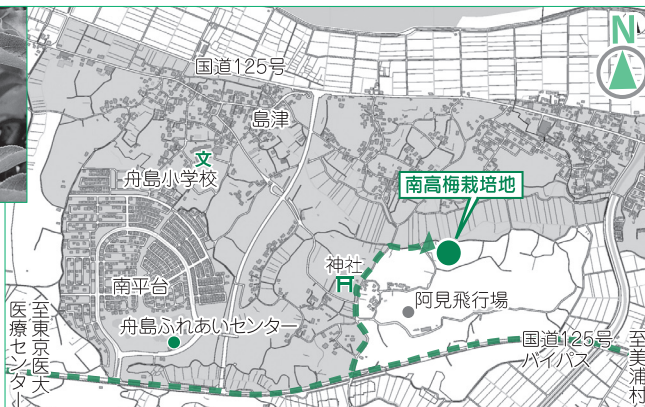 N
国道125号
島津
文
舟島小学校
南高梅栽培地
神社
南平台
阿見飛行場
舟島ふれあいセンター
国道125号
バイパス
至東京医大
医療センターへ
至美浦村